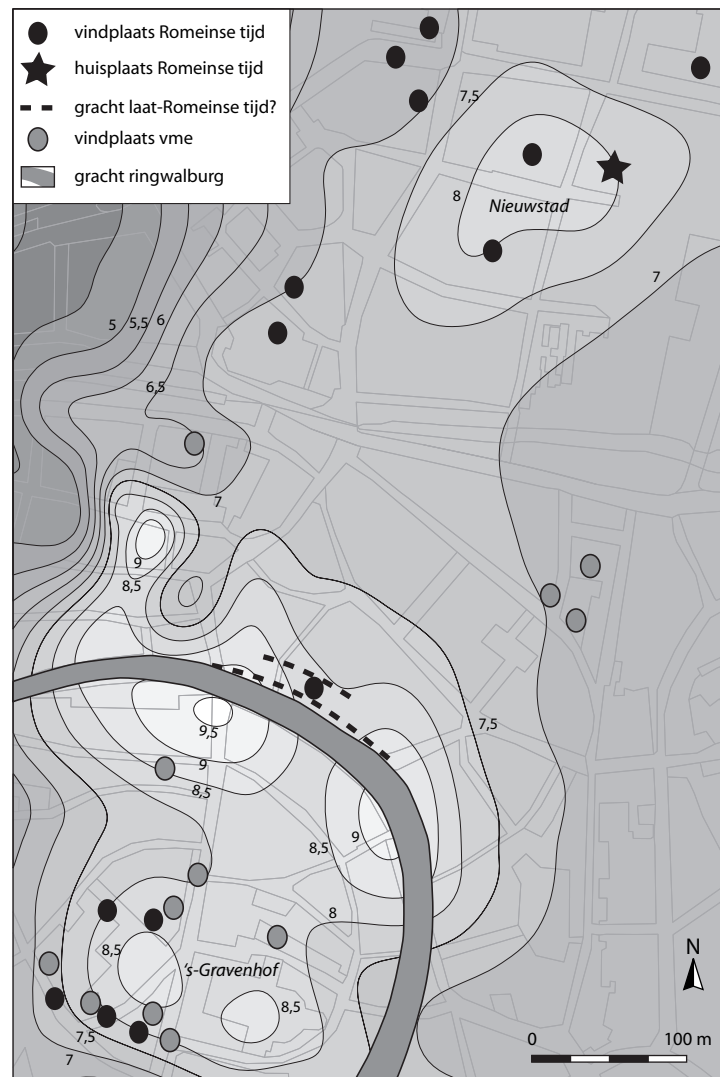 vindplaats Romeinse tijd
huisplaats Romeinse tijd
gracht laat-Romeinse tijd?
vindplaats vme
gracht ringwalburg
7,5
8
Nieuwstad
7
5
5,5
6
6,5
7
9
8,5
9,5
7,5
9
8,5
9
8,5
8
8,5
's-Gravenhof
8,5
7,5
7
N
0
100 m